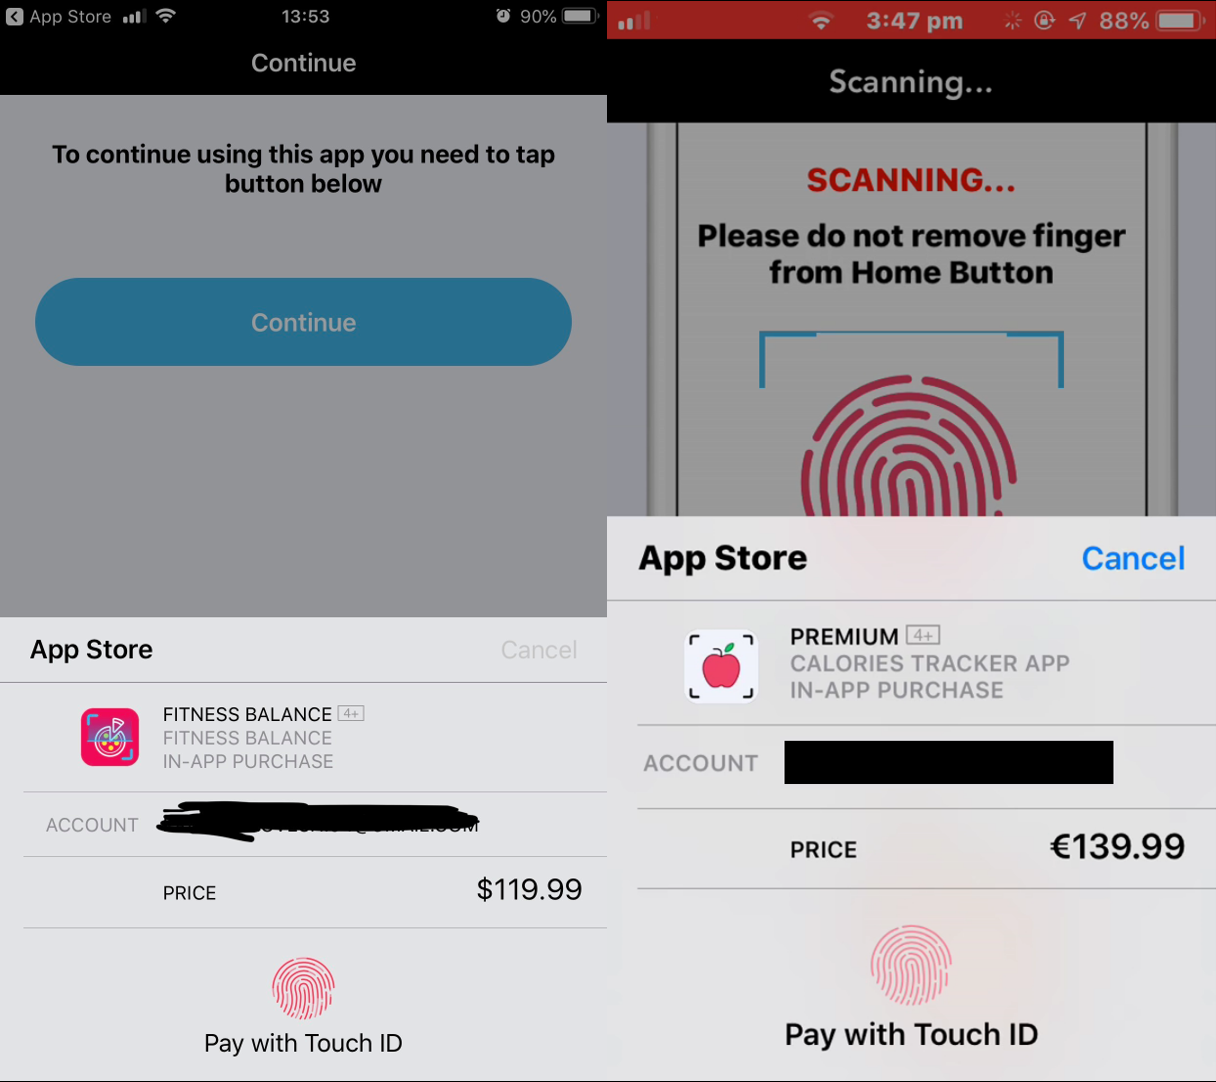 App Store
13:53
90%
Continue
To continue using this app you need to tap
button below
Continue
App Store
Cancel
FITNESS BALANCE 4+
FITNESS BALANCE
IN-APP PURCHASE
ACCOUNT
PRICE
$119.99
Pay with Touch ID
3:47 pm
88%
Scanning...
SCANNING...
Please do not remove finger
from Home Button
App Store
Cancel
PREMIUM 4+
CALORIES TRACKER APP
IN-APP PURCHASE
ACCOUNT
PRICE
€139.99
Pay with Touch ID